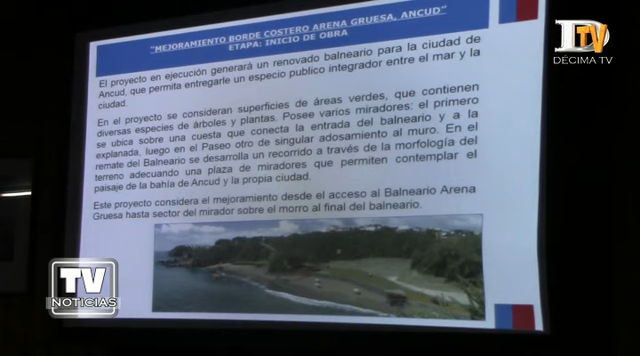 "MEJORAMIENTO BORDE COSTERO ARENA GRUESA, ANCUD"
ETAPA: INICIO DE OBRA
DTV
DÉCIMA TV
El proyecto en ejecución generará un renovado balneario para la ciudad de
Ancud, que permita entregarle un especio publico integrador entre el mar y la
ciudad.
En el proyecto se consideran superficies de áreas verdes, que contienen
diversas especies de árboles y plantas. Posee varios miradores: el primero
se ubica sobre una cuesta que conecta la entrada del balneario y a la
explanada, luego en el Paseo otro de singular adosamiento al muro. En el
remate del Balneario se desarrolla un recorrido a través de la morfología del
terreno adecuando una plaza de miradores que permiten contemplar el
paisaje de la bahía de Ancud y la propia ciudad.
Este proyecto considera el mejoramiento desde el acceso al Balneario Arena
Gruesa hasta sector del mirador sobre el morro al final del balneario.
TV
NOTICIAS